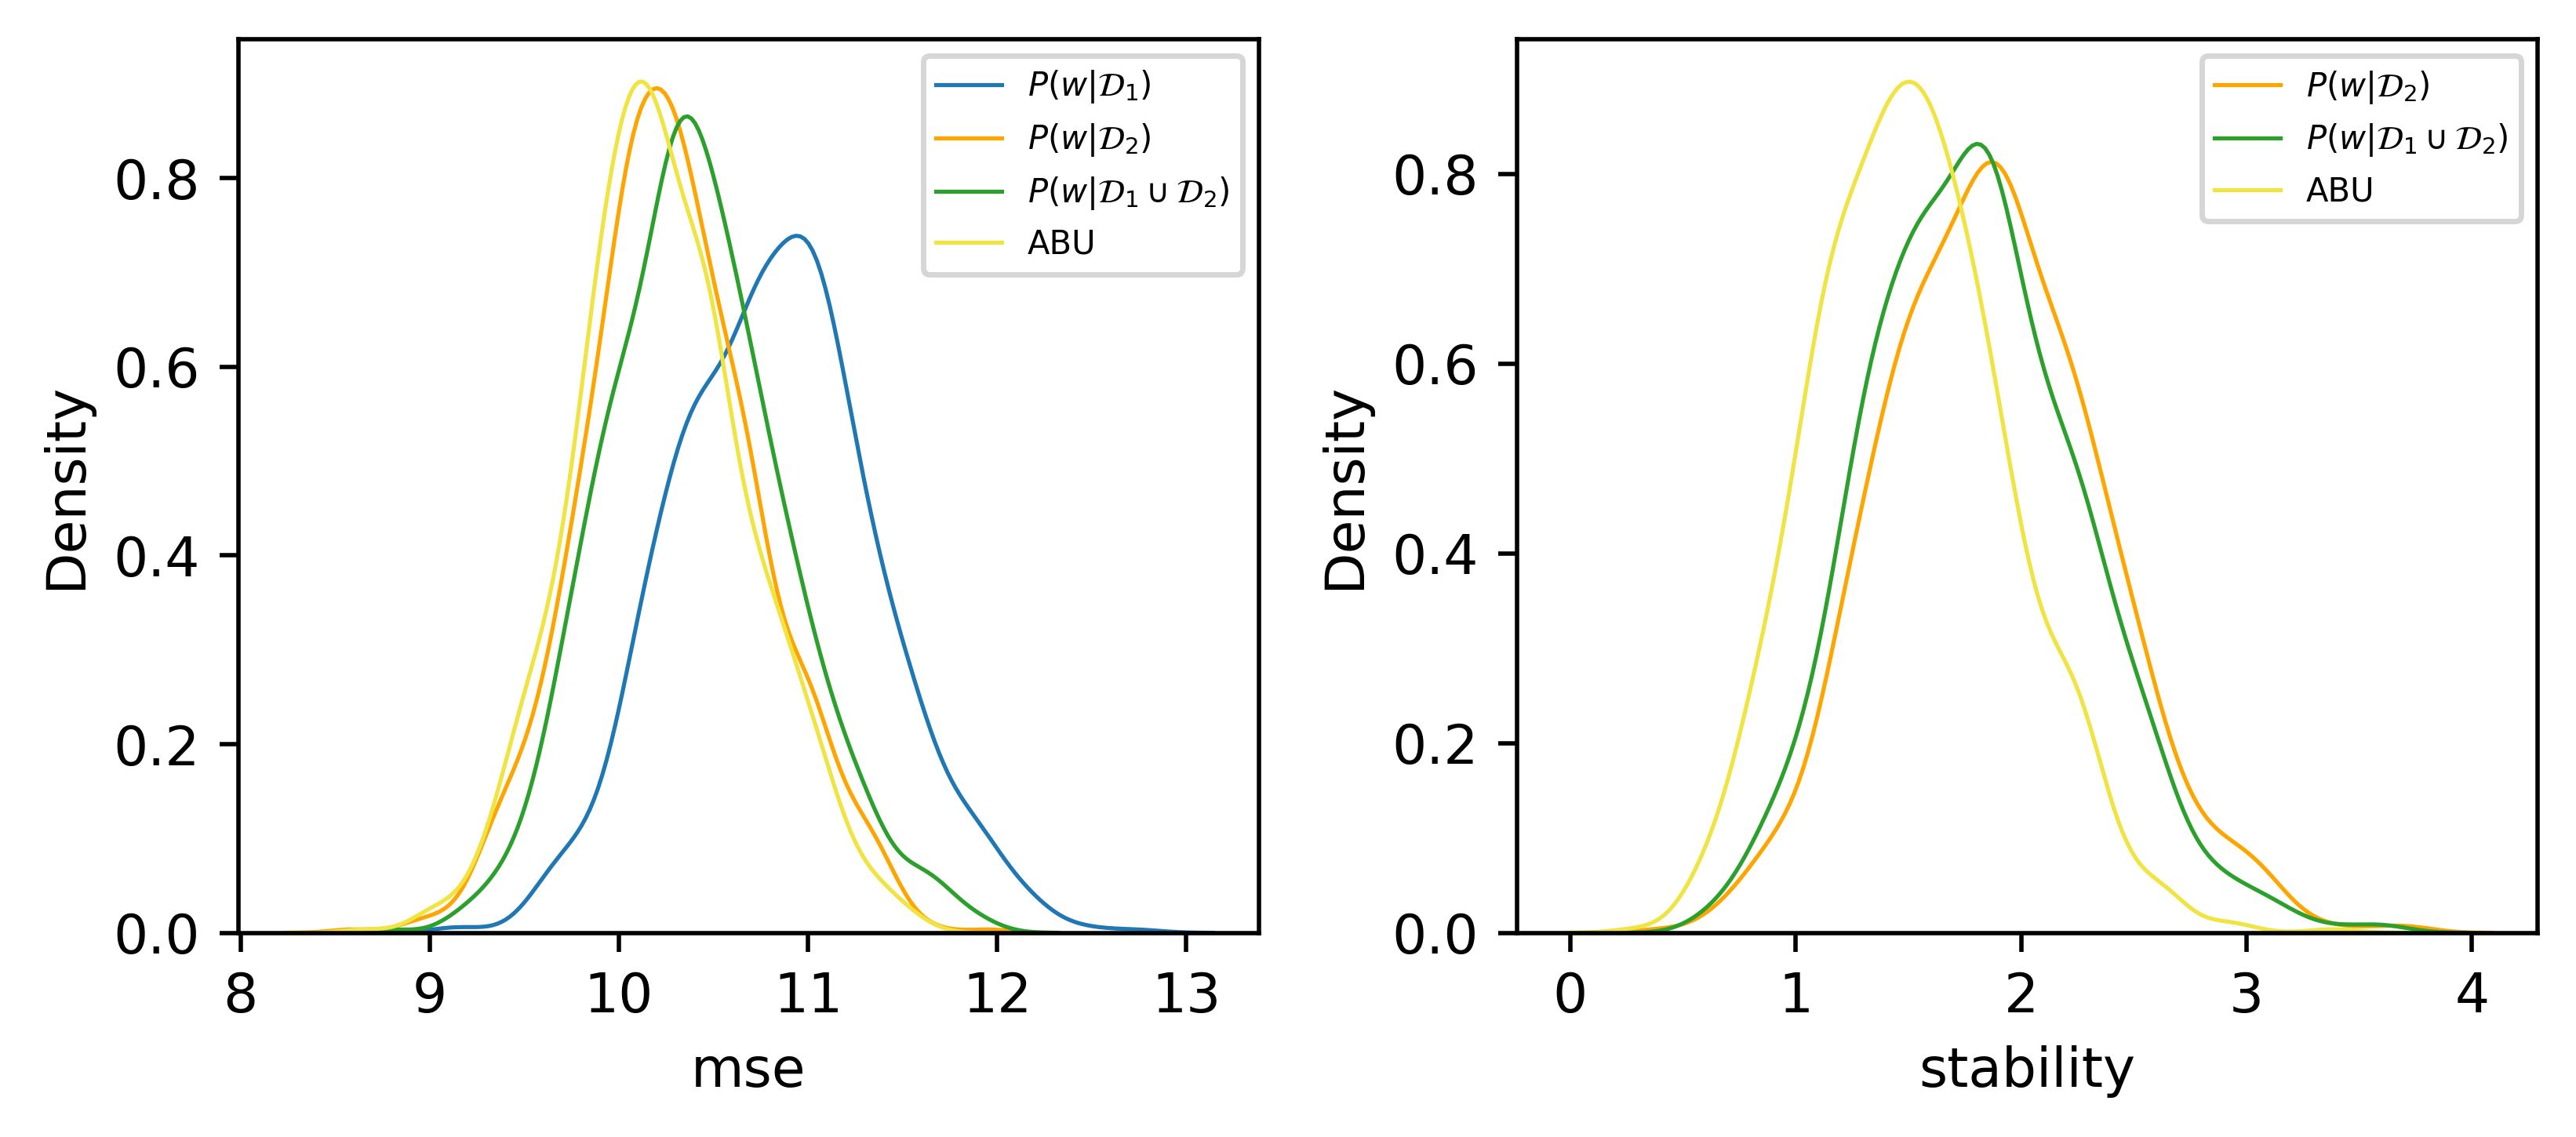 Density
0.8
0.6
0.4
0.2
0.0
8 9 10 11 12 13
mse
P(w|𝒟₁)
P(w|𝒟₂)
P(w|𝒟₁ ∪ 𝒟₂)
ABU
Density
0.8
0.6
0.4
0.2
0.0
0 1 2 3 4
stability
P(w|𝒟₂)
P(w|𝒟₁ ∪ 𝒟₂)
ABU